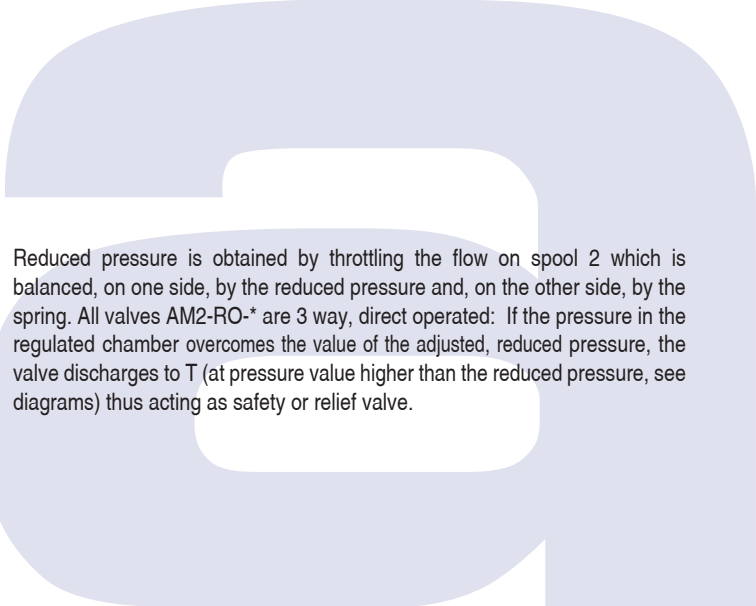 Reduced pressure is obtained by throttling the flow on spool 2 which is
balanced, on one side, by the reduced pressure and, on the other side, by the
spring. All valves AM2-RO-* are 3 way, direct operated: If the pressure in the
regulated chamber overcomes the value of the adjusted, reduced pressure, the
valve discharges to T (at pressure value higher than the reduced pressure, see
diagrams) thus acting as safety or relief valve.